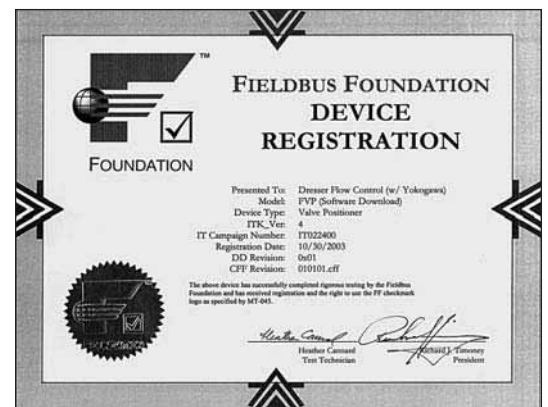 TM
FIELDBUS FOUNDATION
DEVICE
REGISTRATION
FOUNDATION
Presented To: Dresser Flow Control (w/ Yokogawa)
Model: FVP (Software Download)
Device Type: Valve Positioner
ITK_Ver: 4
IT Campaign Number: IT022400
Registration Date: 10/30/2003
DD Revision: 0x01
CFF Revision: 010101.cff
The above device has successfully completed rigorous testing by the Fieldbus
Foundation and has received registration and the right to use the FF checkmark
logo as specified by MT-045.
Heather Cannard
Test Technician
Richard J. Timoney
President